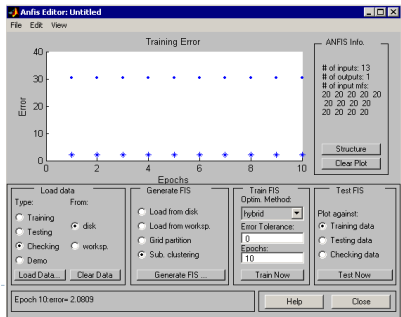 Anfis Editor: Untitled
File Edit View
Training Error
40
30
20
10
0
Error
0 2 4 6 8 10
Epochs
ANFIS Info.
# of inputs: 13
# of outputs: 1
# of input mfs:
20 20 20 20 20
20 20 20 20
20 20 20 20
Structure
Clear Plot
Load data
Type: From:
Training
Testing
Checking
Demo
disk
worksp.
Load Data... Clear Data
Generate FIS
Load from disk
Load from worksp.
Grid partition
Sub. clustering
Generate FIS ...
Train FIS
Optim. Method:
hybrid
Error Tolerance:
0
Epochs:
10
Train Now
Test FIS
Plot against:
Training data
Testing data
Checking data
Test Now
Epoch 10:error= 2.0809
Help Close